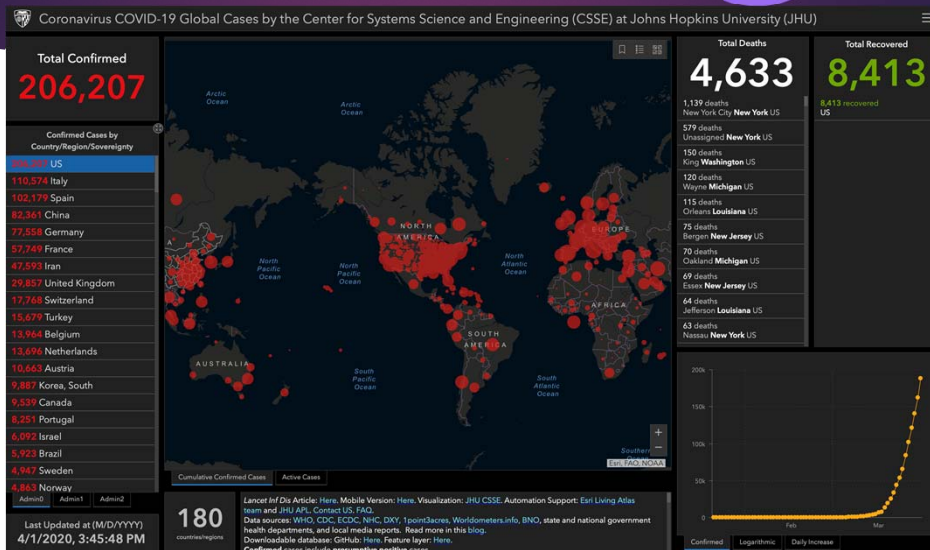 Coronavirus COVID-19 Global Cases by the Center for Systems Science and Engineering (CSSE) at Johns Hopkins University (JHU)
Total Confirmed
206,207
Confirmed Cases by
Country/Region/Sovereignty
206,207 US
110,574 Italy
102,179 Spain
82,361 China
77,558 Germany
57,749 France
47,593 Iran
29,857 United Kingdom
17,768 Switzerland
15,679 Turkey
13,964 Belgium
13,696 Netherlands
10,663 Austria
9,887 Korea, South
9,539 Canada
8,251 Portugal
6,092 Israel
5,923 Brazil
4,947 Sweden
4,863 Norway
Admin0 Admin1 Admin2
Last Updated at (M/D/YYYY)
4/1/2020, 3:45:48 PM
Arctic
Ocean
Arctic
Ocean
NORTH
AMERICA
EUROPE
North
Pacific
Ocean
North
Pacific
Ocean
North
Atlantic
Ocean
AFRICA
SOUTH
AMERICA
AUSTRALIA
South
Pacific
Ocean
South
Atlantic
Ocean
+
−
Esri, FAO, NOAA
Cumulative Confirmed Cases Active Cases
180
countries/regions
Lancet Inf Dis Article: Here. Mobile Version: Here. Visualization: JHU CSSE. Automation Support: Esri Living Atlas
team and JHU APL. Contact US. FAQ.
Data sources: WHO, CDC, ECDC, NHC, DXY, 1point3acres, Worldometers.info, BNO, state and national government
health departments, and local media reports. Read more in this blog.
Downloadable database: GitHub: Here. Feature layer: Here.
Confirmed cases include presumptive positive cases
Total Deaths
4,633
1,139 deaths
New York City New York US
579 deaths
Unassigned New York US
150 deaths
King Washington US
120 deaths
Wayne Michigan US
115 deaths
Orleans Louisiana US
75 deaths
Bergen New Jersey US
70 deaths
Oakland Michigan US
69 deaths
Essex New Jersey US
64 deaths
Jefferson Louisiana US
63 deaths
Nassau New York US
Total Recovered
8,413
8,413 recovered
US
200k
150k
100k
50k
0
Feb Mar
Confirmed Logarithmic Daily Increase